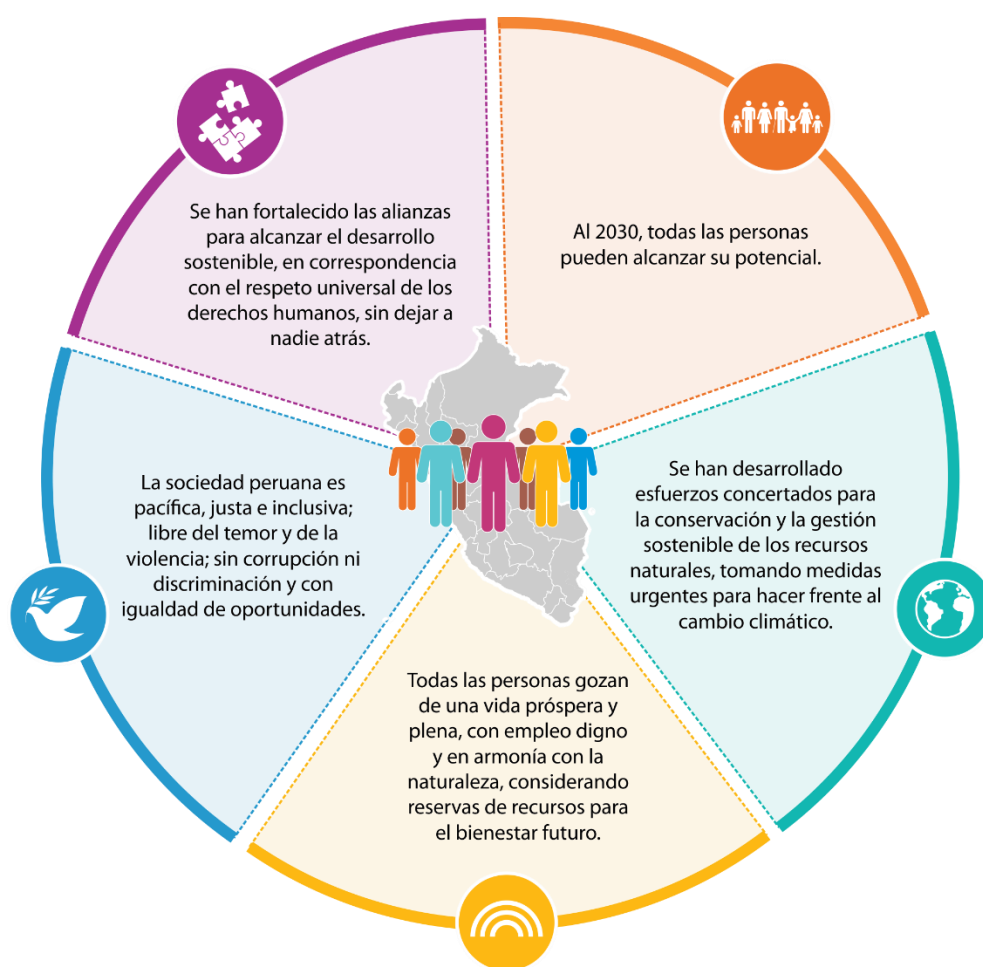 Se han fortalecido las alianzas
para alcanzar el desarrollo
sostenible, en correspondencia
con el respeto universal de los
derechos humanos, sin dejar a
nadie atrás.
Al 2030, todas las personas
pueden alcanzar su potencial.
La sociedad peruana es
pacífica, justa e inclusiva;
libre del temor y de la
violencia; sin corrupción ni
discriminación y con
igualdad de oportunidades.
Se han desarrollado
esfuerzos concertados para
la conservación y la gestión
sostenible de los recursos
naturales, tomando medidas
urgentes para hacer frente al
cambio climático.
Todas las personas gozan
de una vida próspera y
plena, con empleo digno
y en armonía con la
naturaleza, considerando
reservas de recursos para
el bienestar futuro.